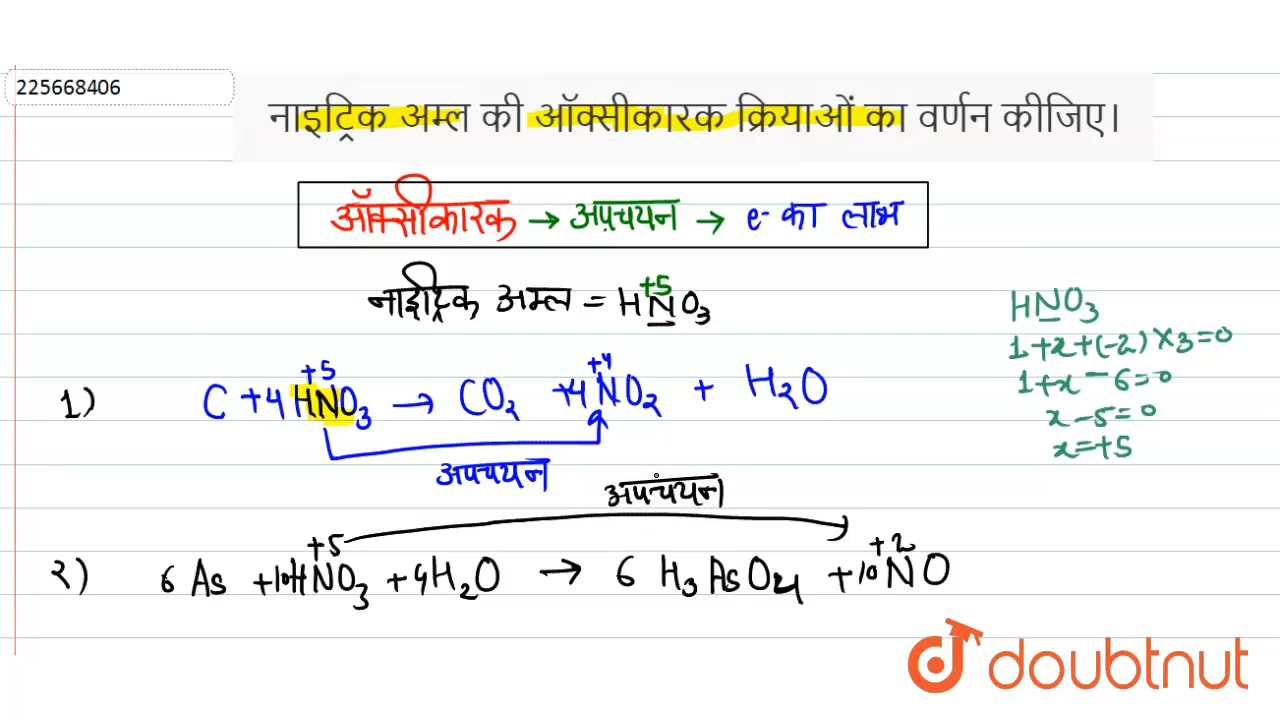 225668406
नाइट्रिक अम्ल की ऑक्सीकारक क्रियाओं का वर्णन कीजिए।
ऑक्सीकारक → अपचयन → e- का लाभ
+5
नाइट्रिक अम्ल = HNO3
HNO3
1+x+(-2)×3=0
1+x-6=0
x-5=0
x=+5
+5 +4
1) C + 4HNO3 → CO2 + 4NO2 + H2O
अपचयन
अपचयन
+5 +2
२) 6 As + 10HNO3 + 4H2O → 6 H3AsO4 + 10NO
doubtnut